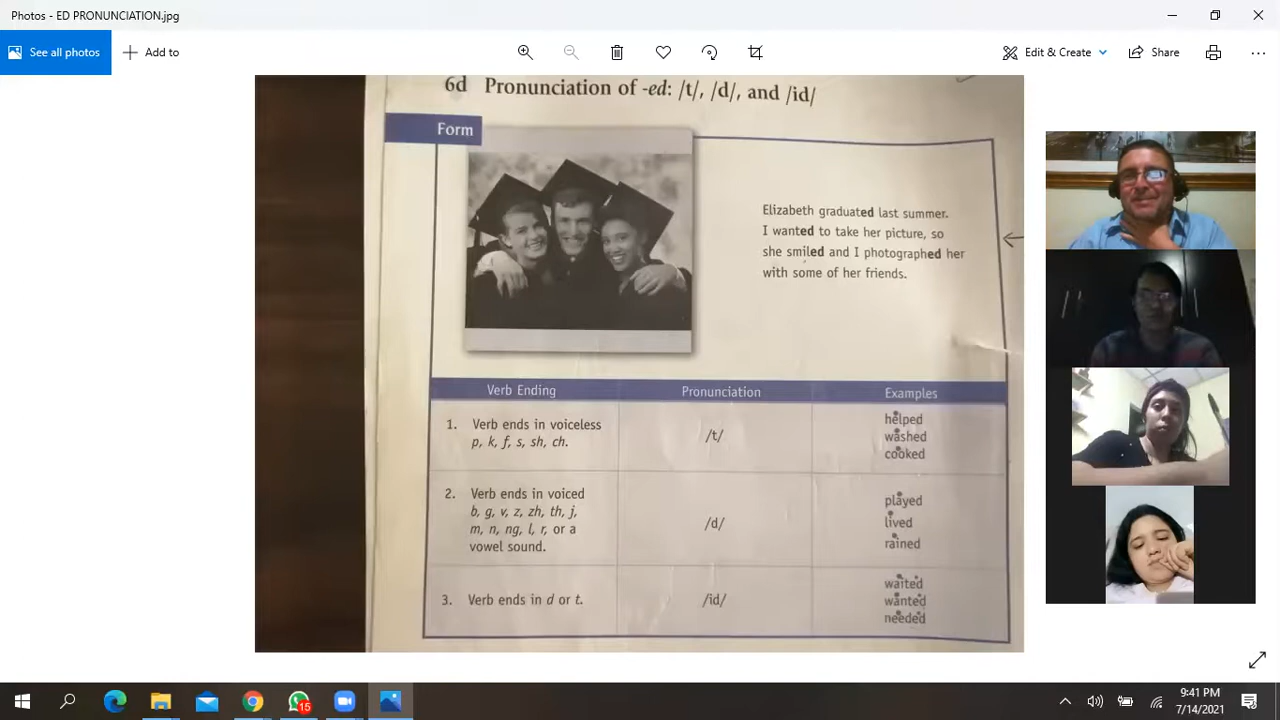 Photos - ED PRONUNCIATION.jpg
See all photos
Add to
Edit & Create
Share
6d Pronunciation of -ed: /t/, /d/, and /id/
Form
Elizabeth graduated last summer.
I wanted to take her picture, so
she smiled and I photographed her
with some of her friends.
Verb Ending Pronunciation Examples
1. Verb ends in voiceless
p, k, f, s, sh, ch.
/t/
helped
washed
cooked
2. Verb ends in voiced
b, g, v, z, zh, th, j,
m, n, ng, l, r, or a
vowel sound.
/d/
played
lived
rained
3. Verb ends in d or t.
/id/
waited
wanted
needed
15
9:41 PM
7/14/2021